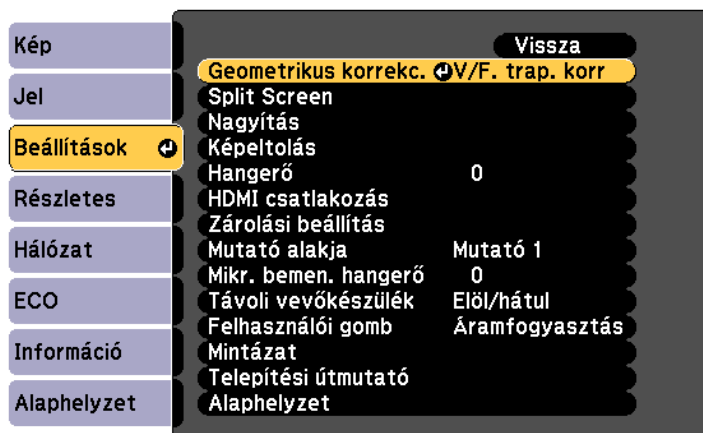 Kép
Jel
Beállítások
Részletes
Hálózat
ECO
Információ
Alaphelyzet
Vissza
Geometrikus korrekc. V/F. trap. korr
Split Screen
Nagyítás
Képeltolás
Hangerő 0
HDMI csatlakozás
Zárolási beállítás
Mutató alakja Mutató 1
Mikr. bemen. hangerő 0
Távoli vevőkészülék Elöl/hátul
Felhasználói gomb Áramfogyasztás
Mintázat
Telepítési útmutató
Alaphelyzet